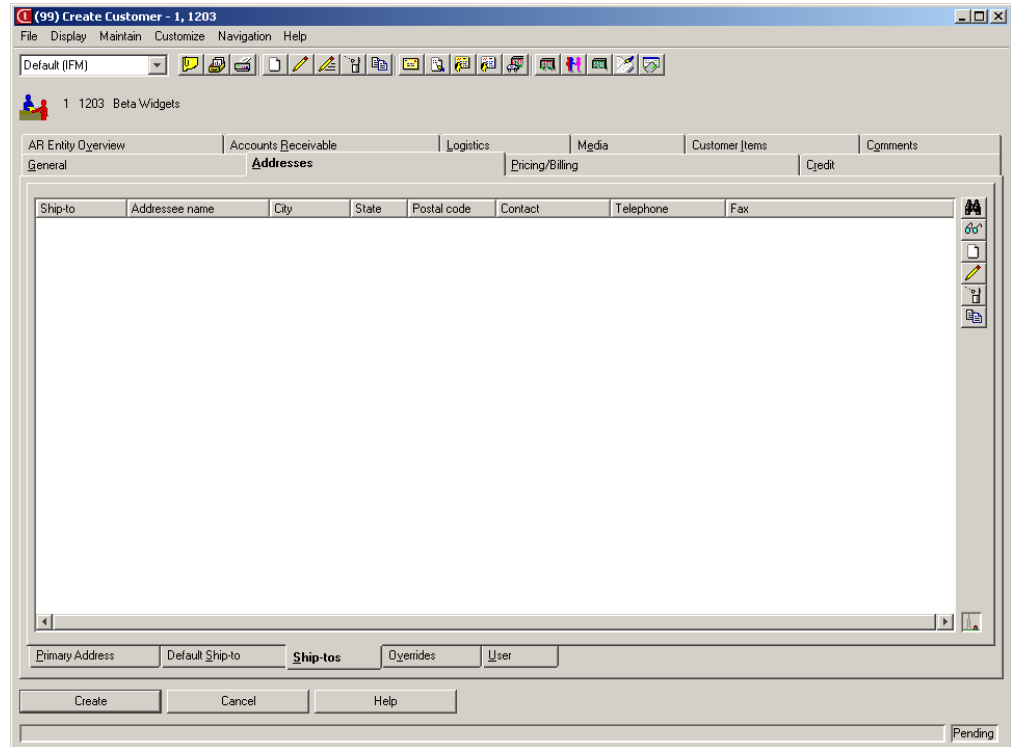 (99) Create Customer - 1, 1203
File Display Maintain Customize Navigation Help
Default (IFM)
1 1203 Beta Widgets
AR Entity Overview Accounts Receivable Logistics Media Customer Items Comments
General Addresses Pricing/Billing Credit
Ship-to Addressee name City State Postal code Contact Telephone Fax
Primary Address Default Ship-to Ship-tos Overrides User
Create Cancel Help
Pending